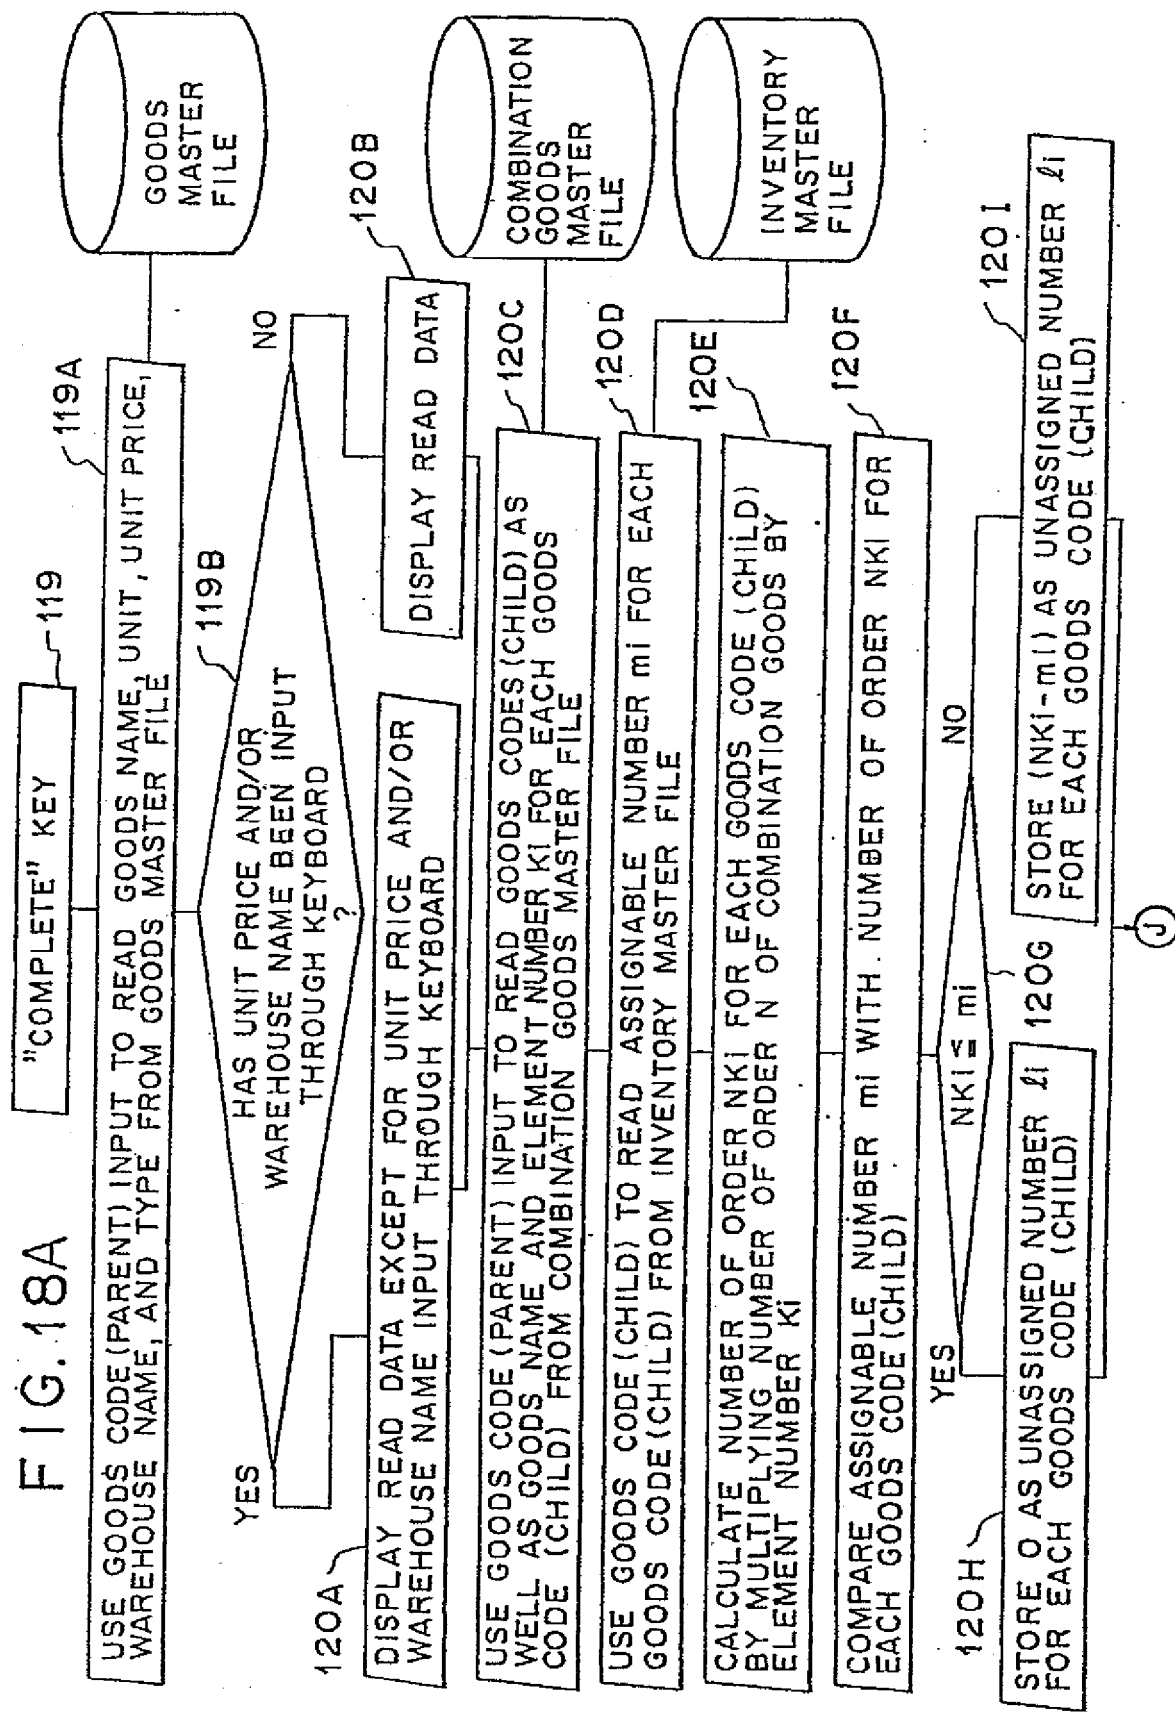 FIG. 18A
"COMPLETE" KEY
119
119A
USE GOODS CODE (PARENT) INPUT TO READ GOODS NAME, UNIT, UNIT PRICE,
WAREHOUSE NAME, AND TYPE FROM GOODS MASTER FILE
GOODS
MASTER
FILE
119B
HAS UNIT PRICE AND/OR
WAREHOUSE NAME BEEN INPUT
THROUGH KEYBOARD
?
YES
NO
120A
DISPLAY READ DATA EXCEPT FOR UNIT PRICE AND/OR
WAREHOUSE NAME INPUT THROUGH KEYBOARD
120B
DISPLAY READ DATA
120C
USE GOODS CODE (PARENT) INPUT TO READ GOODS CODES (CHILD) AS
WELL AS GOODS NAME AND ELEMENT NUMBER Ki FOR EACH GOODS
CODE (CHILD) FROM COMBINATION GOODS MASTER FILE
COMBINATION
GOODS
MASTER
FILE
120D
USE GOODS CODE (CHILD) TO READ ASSIGNABLE NUMBER mi FOR EACH
GOODS CODE (CHILD) FROM INVENTORY MASTER FILE
INVENTORY
MASTER
FILE
120E
CALCULATE NUMBER OF ORDER NKi FOR EACH GOODS CODE (CHILD)
BY MULTIPLYING NUMBER OF ORDER N OF COMBINATION GOODS BY
ELEMENT NUMBER Ki
120F
COMPARE ASSIGNABLE NUMBER mi WITH NUMBER OF ORDER NKi FOR
EACH GOODS CODE (CHILD)
NKi ≦ mi
YES
NO
120G
120H
STORE 0 AS UNASSIGNED NUMBER ℓi
FOR EACH GOODS CODE (CHILD)
120I
STORE (NKi-mi) AS UNASSIGNED NUMBER ℓi
FOR EACH GOODS CODE (CHILD)
J